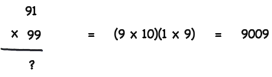 91
x 99 = (9 x 10)(1 x 9) = 9009
?